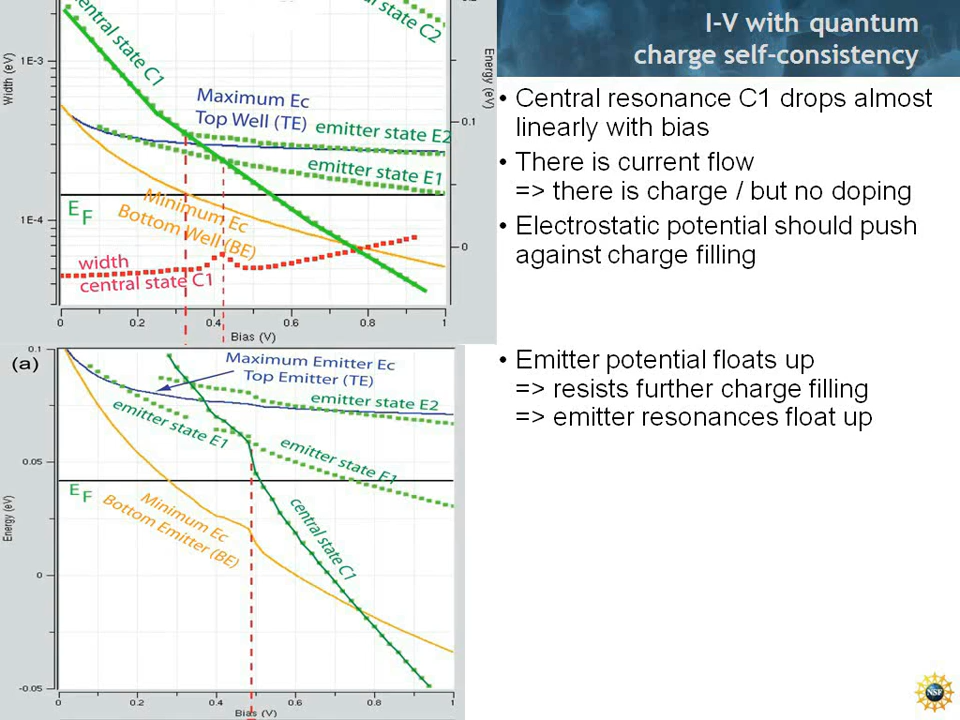 I-V with quantum
charge self-consistency
• Central resonance C1 drops almost
linearly with bias
• There is current flow
=> there is charge / but no doping
• Electrostatic potential should push
against charge filling
• Emitter potential floats up
=> resists further charge filling
=> emitter resonances float up
central state C1
state C2
Maximum Ec
Top Well (TE)
emitter state E2
emitter state E1
EF
Minimum Ec
Bottom Well (BE)
width
central state C1
Width (eV)
1E-3
1E-4
Energy (eV)
0.1
0
0 0.2 0.4 0.6 0.8 1
Bias (V)
(a)
Maximum Emitter Ec
Top Emitter (TE)
emitter state E2
emitter state E1
emitter state E1
EF
Minimum Ec
Bottom Emitter (BE)
central state C1
Energy (eV)
0.1
0.05
0
-0.05
0 0.2 0.4 0.6 0.8 1
Bias (V)
NSF